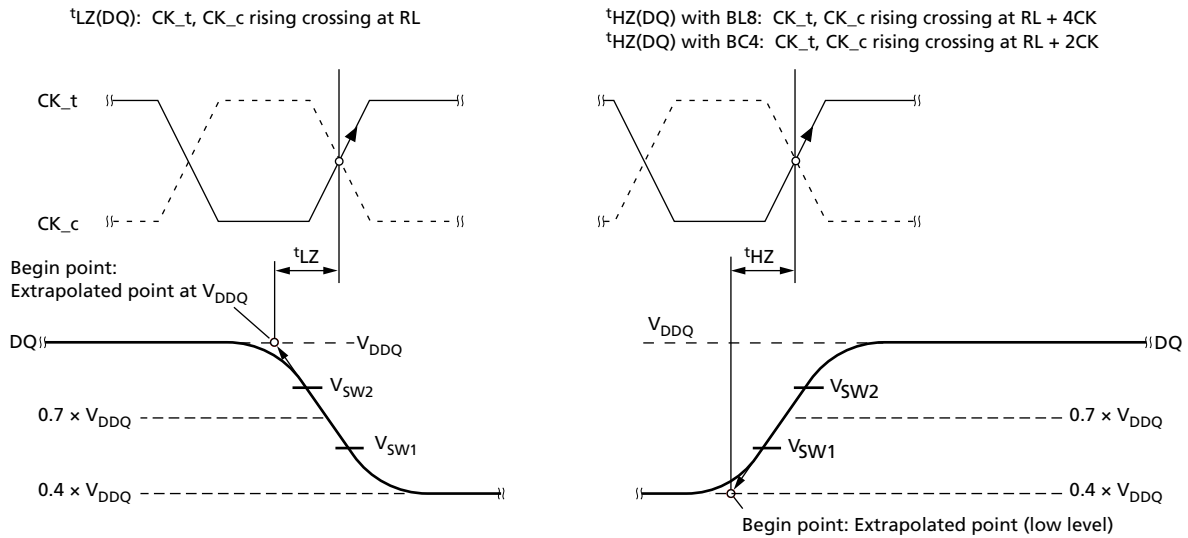 tLZ(DQ): CK_t, CK_c rising crossing at RL
tHZ(DQ) with BL8: CK_t, CK_c rising crossing at RL + 4CK
tHZ(DQ) with BC4: CK_t, CK_c rising crossing at RL + 2CK
CK_t
CK_c
tLZ
tHZ
Begin point:
Extrapolated point at VDDQ
DQ
VDDQ
VSW2
0.7 × VDDQ
VSW1
0.4 × VDDQ
VDDQ
DQ
VSW2
0.7 × VDDQ
VSW1
0.4 × VDDQ
Begin point: Extrapolated point (low level)